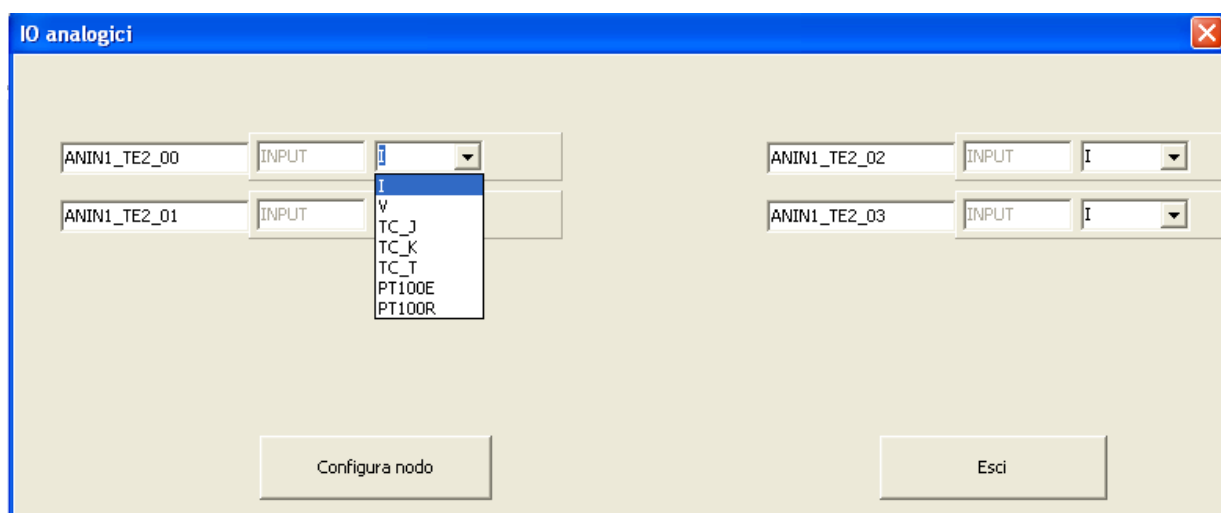 IO analogici
ANIN1_TE2_00 INPUT I
ANIN1_TE2_02 INPUT I
I
V
TC_J
TC_K
TC_T
PT100E
PT100R
ANIN1_TE2_01 INPUT
ANIN1_TE2_03 INPUT I
Configura nodo
Esci